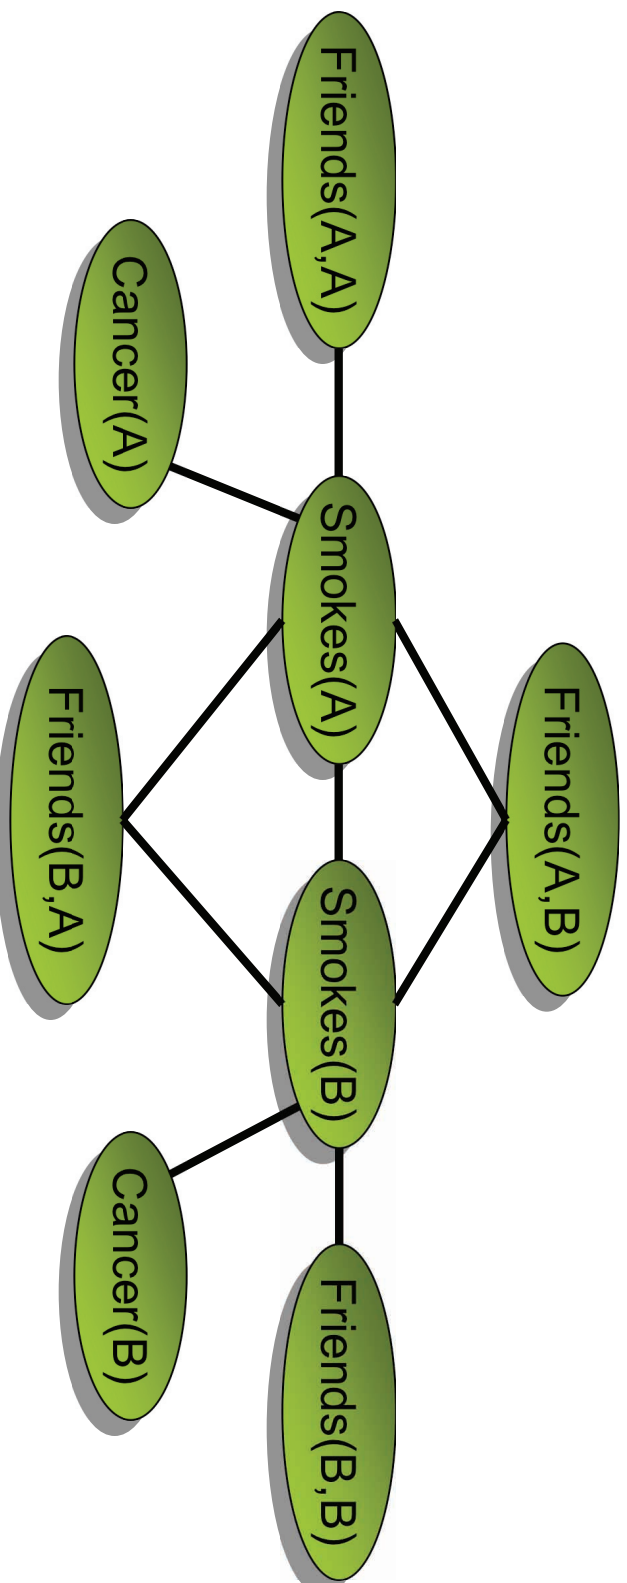 Friends(A,B)
Friends(A,A)
Smokes(A)
Smokes(B)
Friends(B,B)
Cancer(A)
Cancer(B)
Friends(B,A)